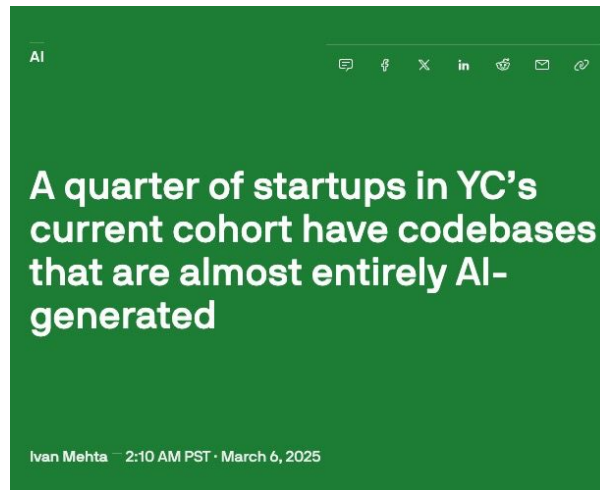 AI
in
A quarter of startups in YC’s
current cohort have codebases
that are almost entirely AI-
generated
Ivan Mehta — 2:10 AM PST · March 6, 2025